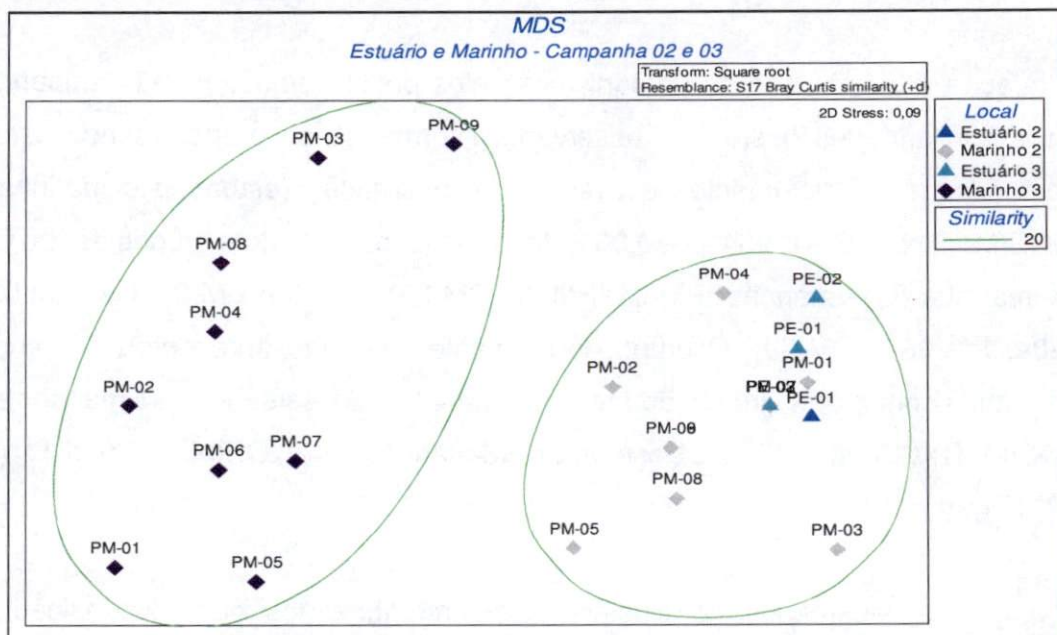 MDS
Estuário e Marinho - Campanha 02 e 03
Transform: Square root
Resemblance: S17 Bray Curtis similarity (+d)
2D Stress: 0,09
Local
Estuário 2
Marinho 2
Estuário 3
Marinho 3
Similarity
20
PM-03
PM-09
PM-08
PM-04
PM-02
PM-06
PM-07
PM-01
PM-05
PM-04
PE-02
PE-01
PM-02
PM-01
PE-01
PM-08
PM-05
PM-03